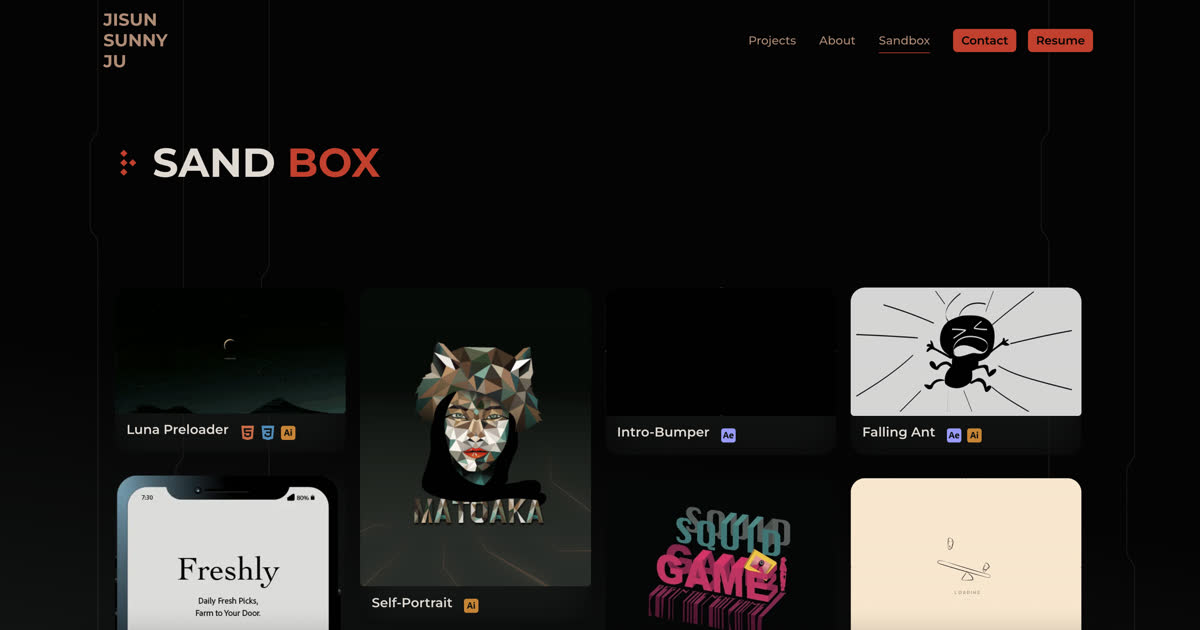 JISUN
SUNNY
JU
Projects About Sandbox Contact Resume
SAND BOX
Luna Preloader
5 3 Ai
MATOAKA
Self-Portrait Ai
Intro-Bumper Ae
Falling Ant Ae Ai
7:30 80%
Freshly
Daily Fresh Picks,
Farm to Your Door.
SQUID
GAME
LOADING